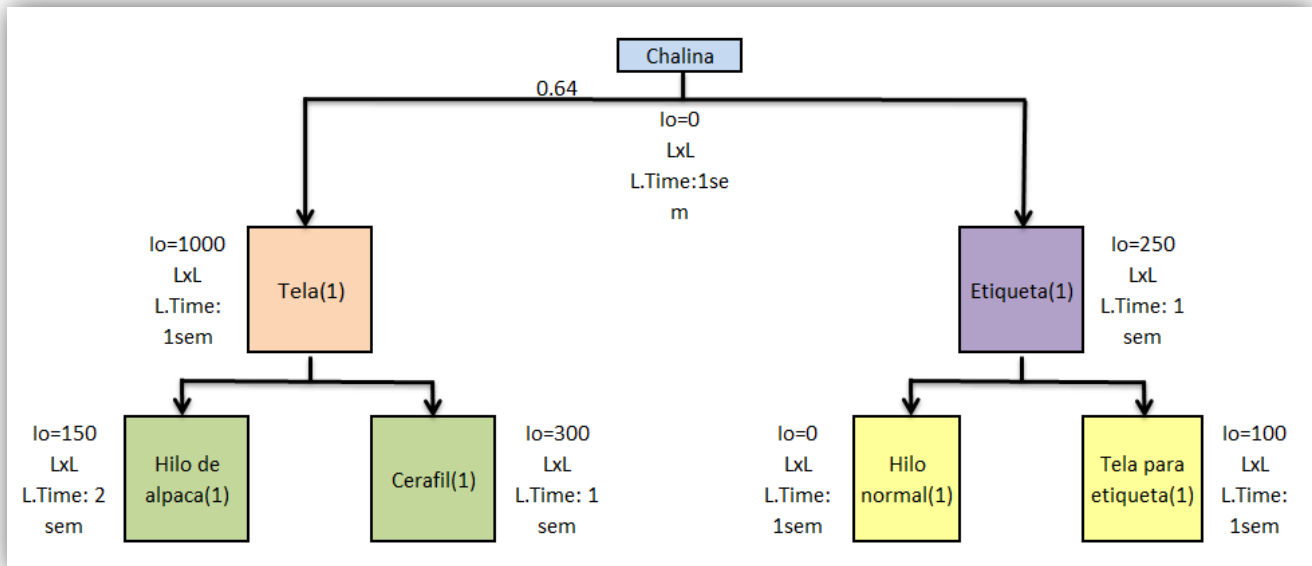 Chalina
0.64
Io=0
LxL
L.Time:1se
m
Io=1000
LxL
L.Time:
1sem
Tela(1)
Etiqueta(1)
Io=250
LxL
L.Time: 1
sem
Io=150
LxL
L.Time: 2
sem
Hilo de
alpaca(1)
Cerafil(1)
Io=300
LxL
L.Time: 1
sem
Io=0
LxL
L.Time:
1sem
Hilo
normal(1)
Tela para
etiqueta(1)
Io=100
LxL
L.Time:
1sem